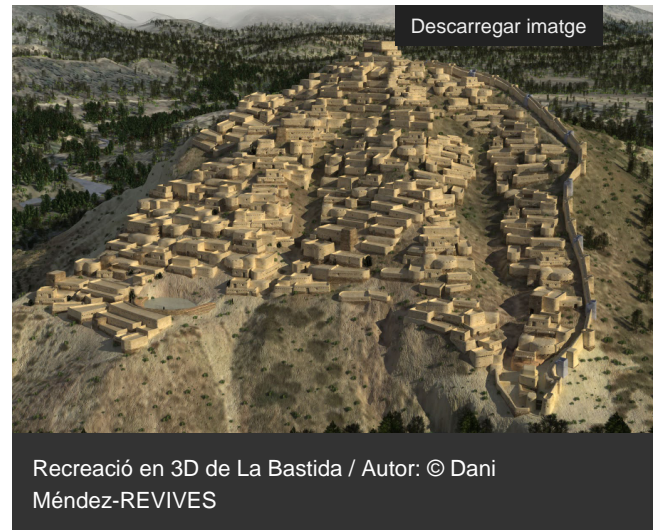 Descarregar imatge
Recreació en 3D de La Bastida / Autor: © Dani
Méndez-REVIVES